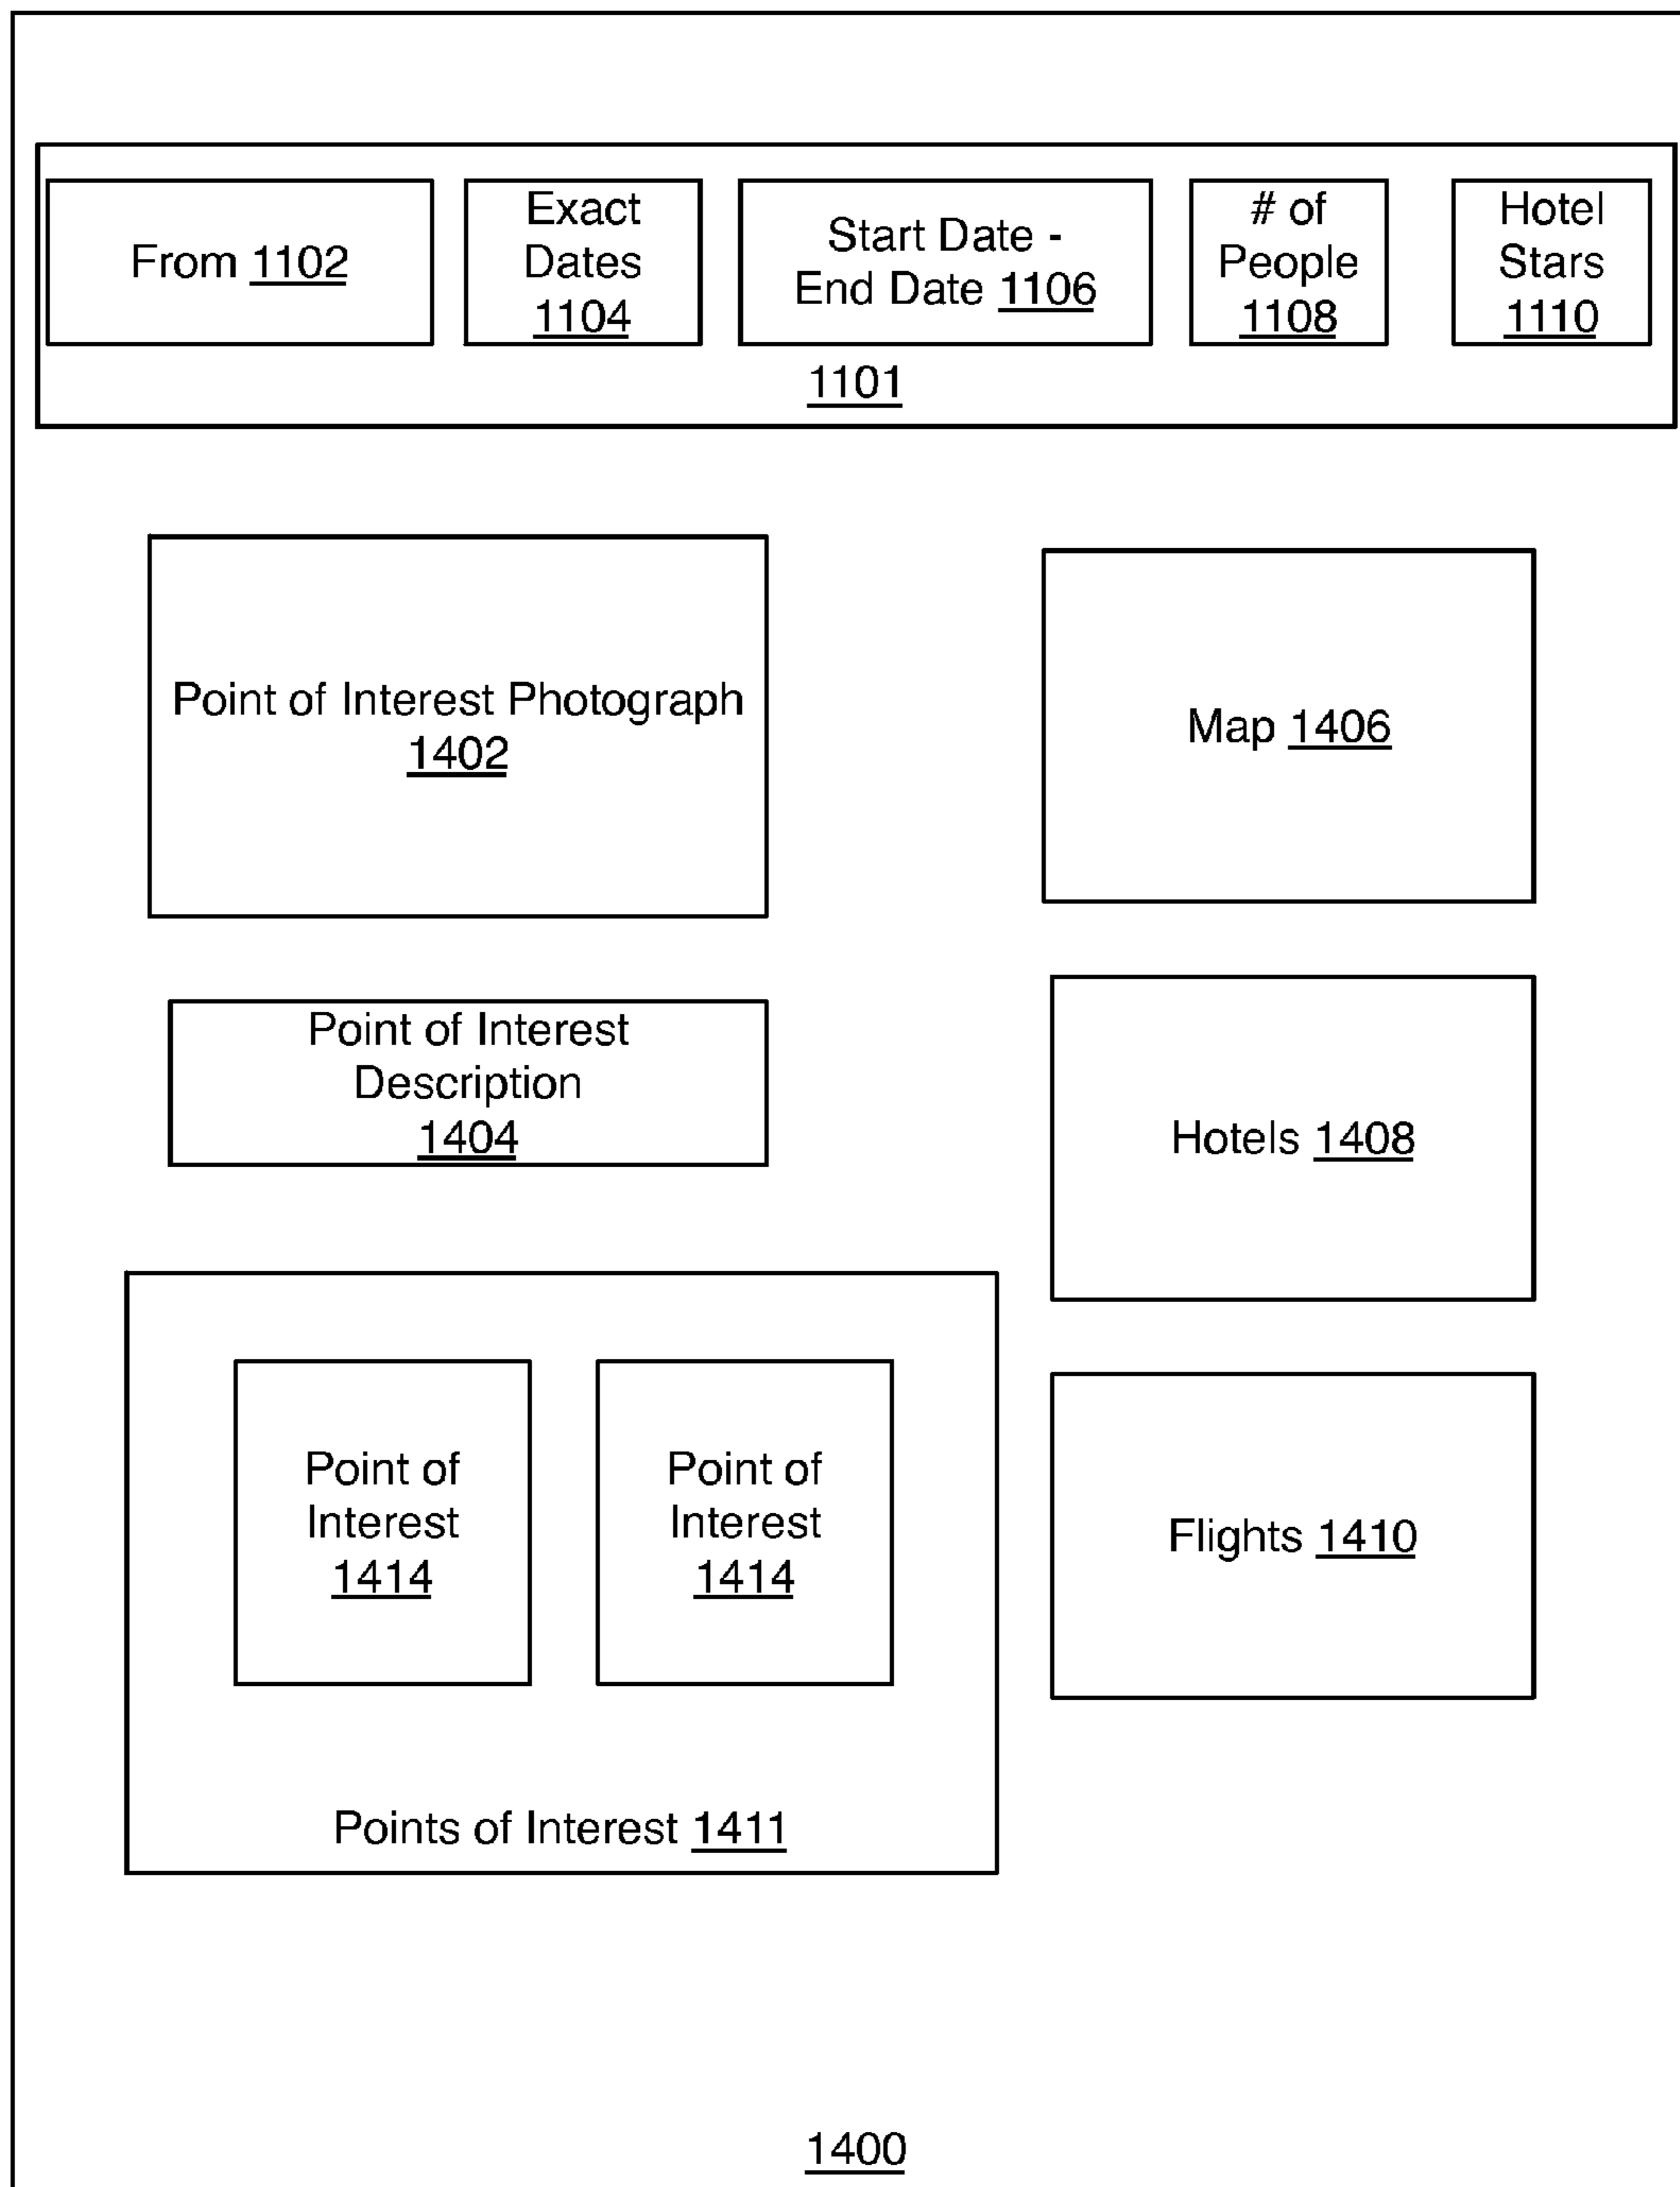 From 1102
Exact
Dates
1104
Start Date -
End Date 1106
# of
People
1108
Hotel
Stars
1110
1101
Point of Interest Photograph
1402
Map 1406
Point of Interest
Description
1404
Hotels 1408
Point of
Interest
1414
Point of
Interest
1414
Flights 1410
Points of Interest 1411
1400